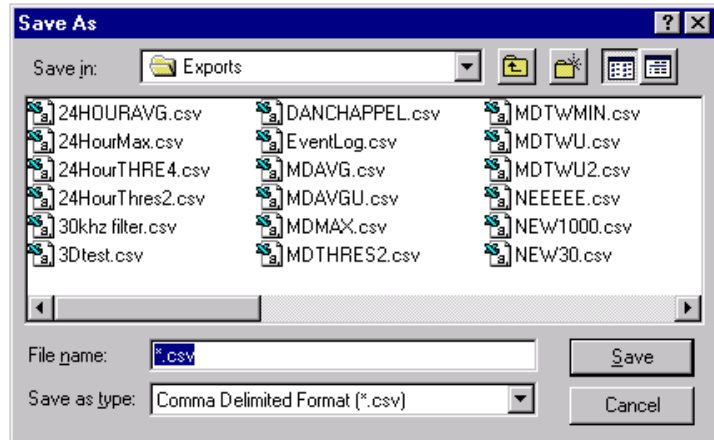 Save As
Save in: Exports
24HOURAVG.csv DANCHAPPEL.csv MDTWMIN.csv
24HourMax.csv EventLog.csv MDTWU.csv
24HourTHRE4.csv MDAVG.csv MDTWU2.csv
24HourThres2.csv MDAVGU.csv NEEEEE.csv
30khz filter.csv MDMAX.csv NEW1000.csv
3Dtest.csv MDTHRES2.csv NEW30.csv
File name: *.csv Save
Save as type: Comma Delimited Format (*.csv) Cancel